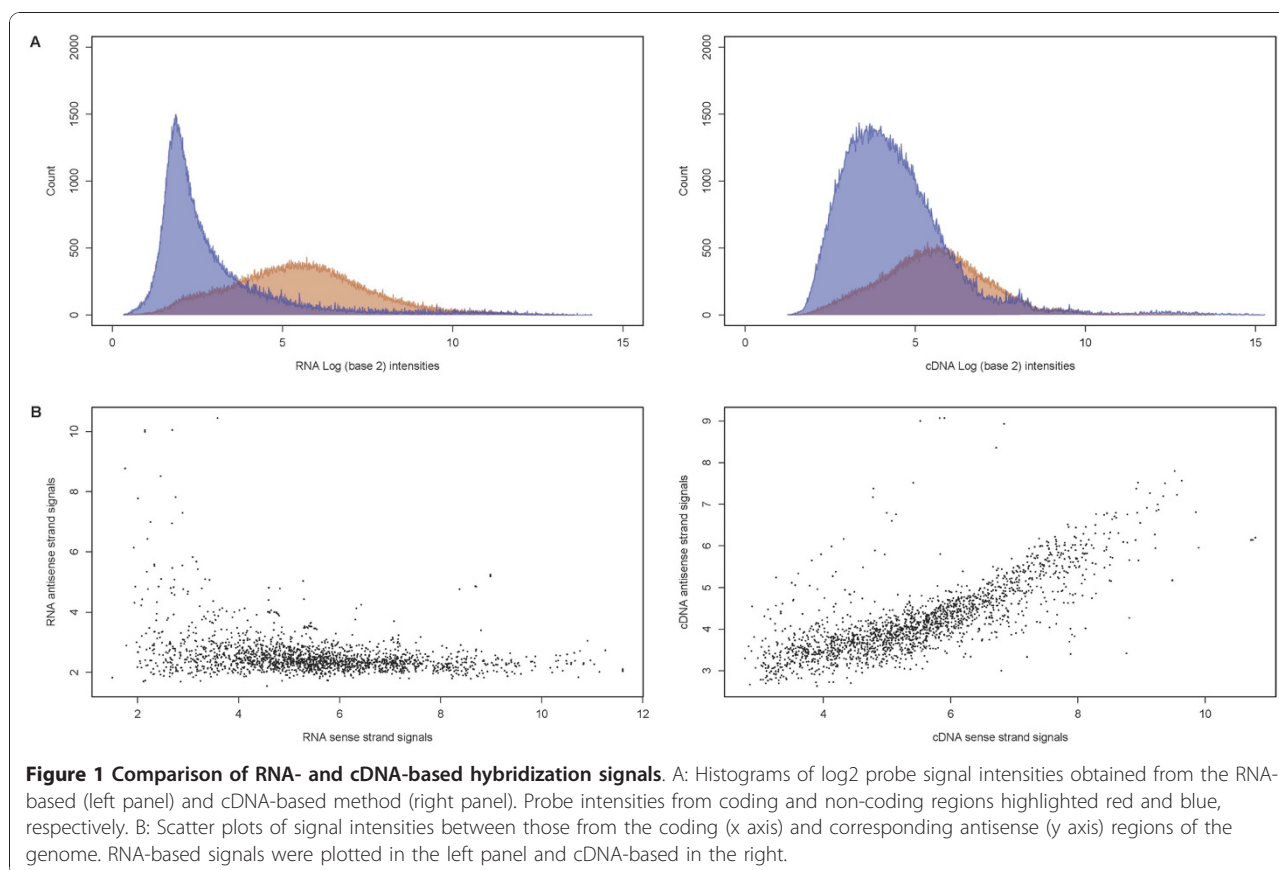 A
2000
1500
1000
500
0
Count
0 5 10 15
RNA Log (base 2) intensities
2000
1500
1000
500
0
Count
0 5 10 15
cDNA Log (base 2) intensities
B
10
8
6
4
2
RNA antisense strand signals
2 4 6 8 10 12
RNA sense strand signals
9
8
7
6
5
4
3
cDNA antisense strand signals
4 6 8 10
cDNA sense strand signals
Figure 1 Comparison of RNA- and cDNA-based hybridization signals. A: Histograms of log2 probe signal intensities obtained from the RNA-
based (left panel) and cDNA-based method (right panel). Probe intensities from coding and non-coding regions highlighted red and blue,
respectively. B: Scatter plots of signal intensities between those from the coding (x axis) and corresponding antisense (y axis) regions of the
genome. RNA-based signals were plotted in the left panel and cDNA-based in the right.